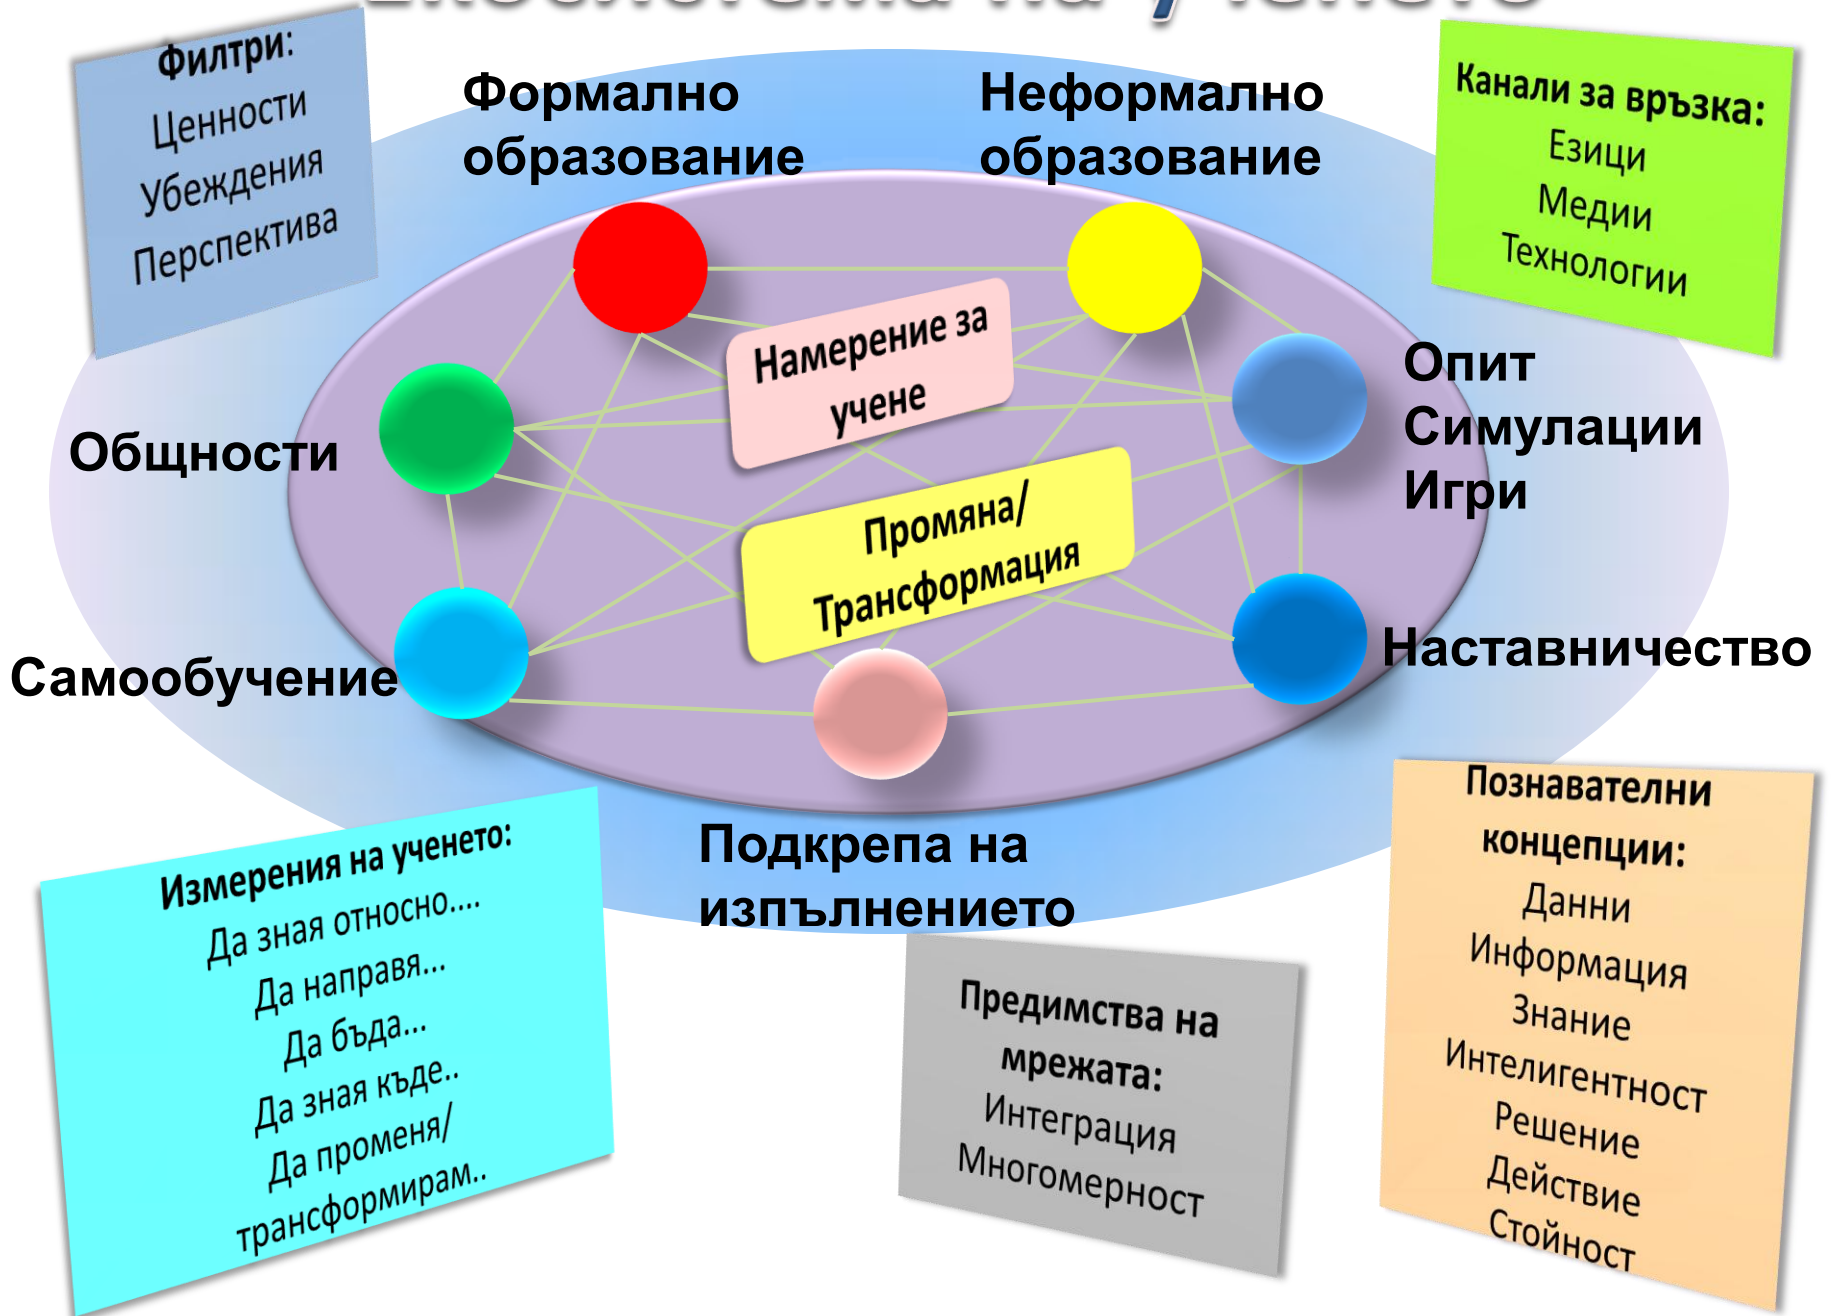 Екосистема на ученето
Филтри:
Ценности
Убеждения
Перспектива
Формално
образование
Неформално
образование
Канали за връзка:
Езици
Медии
Технологии
Намерение за
учене
Опит
Симулации
Игри
Общности
Промяна/
Трансформация
Самообучение
Наставничество
Подкрепа на
изпълнението
Измерения на ученето:
Да зная относно....
Да направя...
Да бъда...
Да зная къде..
Да променя/
трансформирам..
Предимства на
мрежата:
Интеграция
Многомерност
Познавателни
концепции:
Данни
Информация
Знание
Интелигентност
Решение
Действие
Стойност